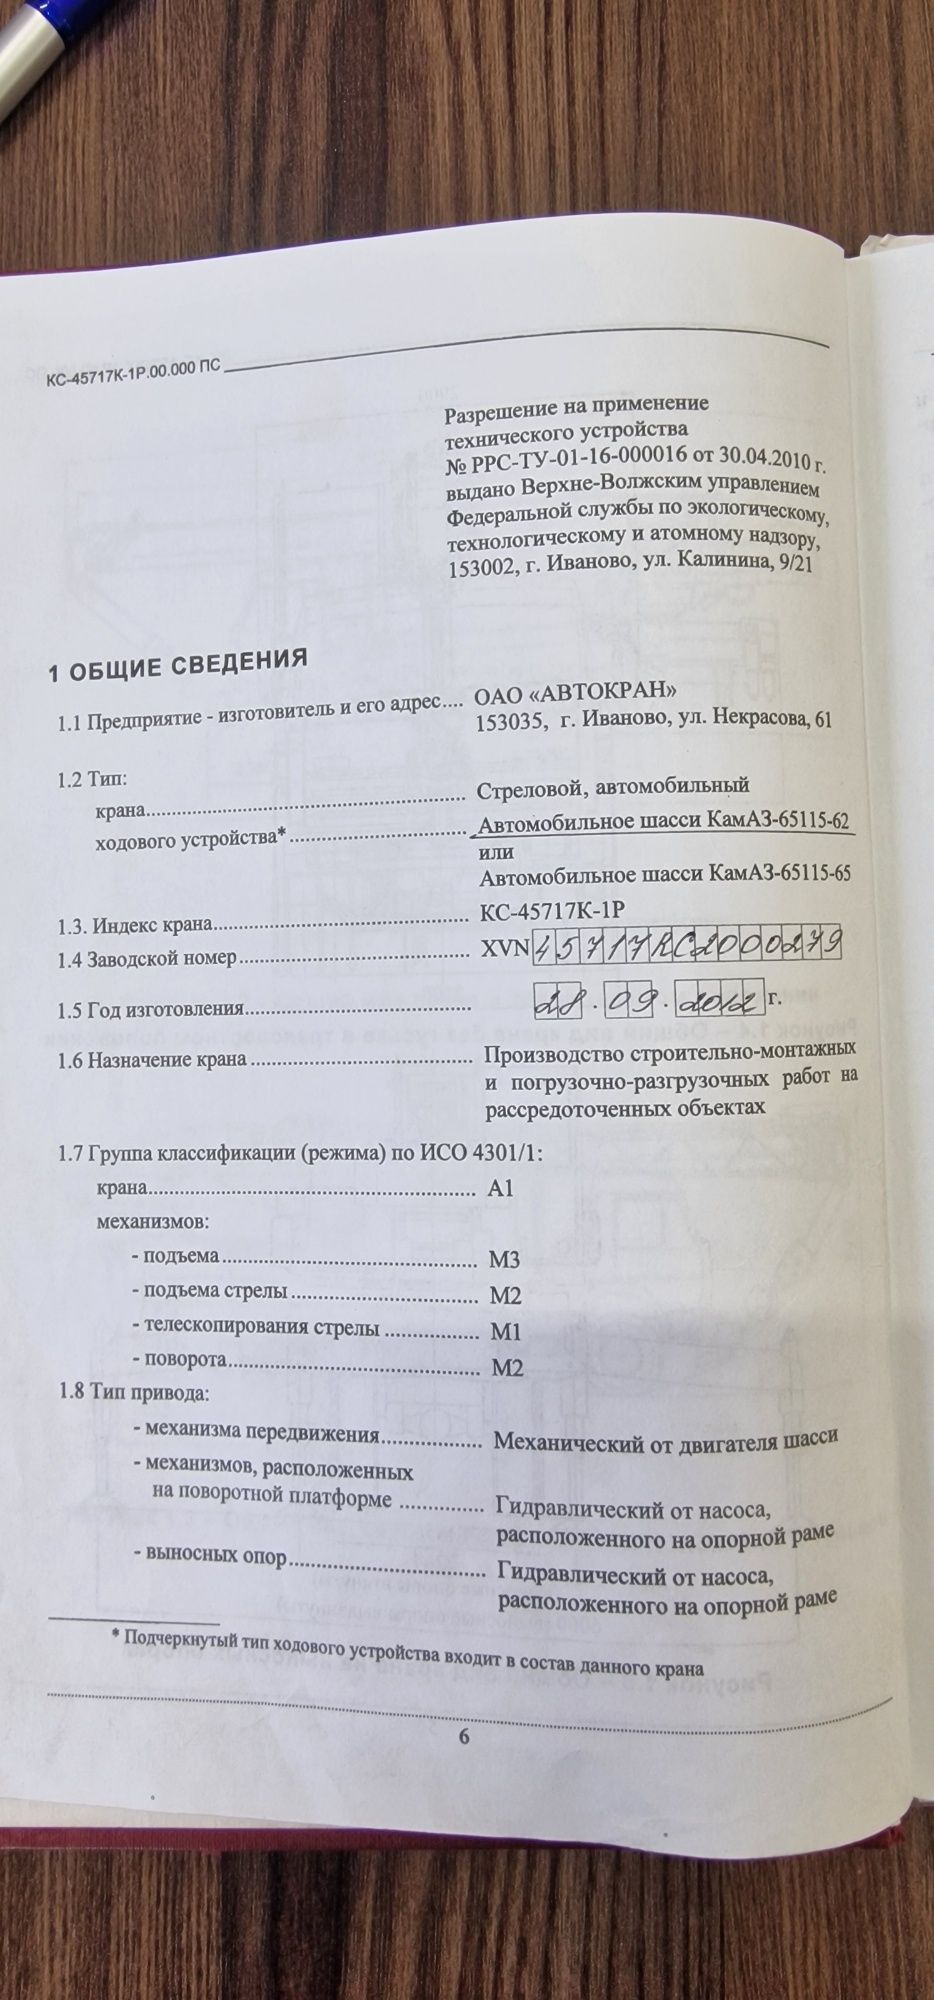 КС-45717К-1Р.00.000 ПС
Разрешение на применение
технического устройства
№ РРС-ТУ-01-16-000016 от 30.04.2010 г.
выдано Верхне-Волжским управлением
Федеральной службы по экологическому,
технологическому и атомному надзору,
153002, г. Иваново, ул. Калинина, 9/21
1 ОБЩИЕ СВЕДЕНИЯ
1.1 Предприятие - изготовитель и его адрес.... ОАО «АВТОКРАН»
153035, г. Иваново, ул. Некрасова, 61
1.2 Тип:
крана.................................................... Стреловой, автомобильный
ходового устройства*............................. Автомобильное шасси КамАЗ-65115-62
или
Автомобильное шасси КамАЗ-65115-65
1.3. Индекс крана.......................................... КС-45717К-1Р
1.4 Заводской номер...................................... XVN45717RC2000279
1.5 Год изготовления..................................... 28.09.2012 г.
1.6 Назначение крана.................................... Производство строительно-монтажных
и погрузочно-разгрузочных работ на
рассредоточенных объектах
1.7 Группа классификации (режима) по ИСО 4301/1:
крана...................................................... А1
механизмов:
- подъема.......................................... М3
- подъема стрелы............................... М2
- телескопирования стрелы ................ М1
- поворота.......................................... М2
1.8 Тип привода:
- механизма передвижения................. Механический от двигателя шасси
- механизмов, расположенных
на поворотной платформе .............. Гидравлический от насоса,
расположенного на опорной раме
- выносных опор................................ Гидравлический от насоса,
расположенного на опорной раме
* Подчеркнутый тип ходового устройства входит в состав данного крана
6